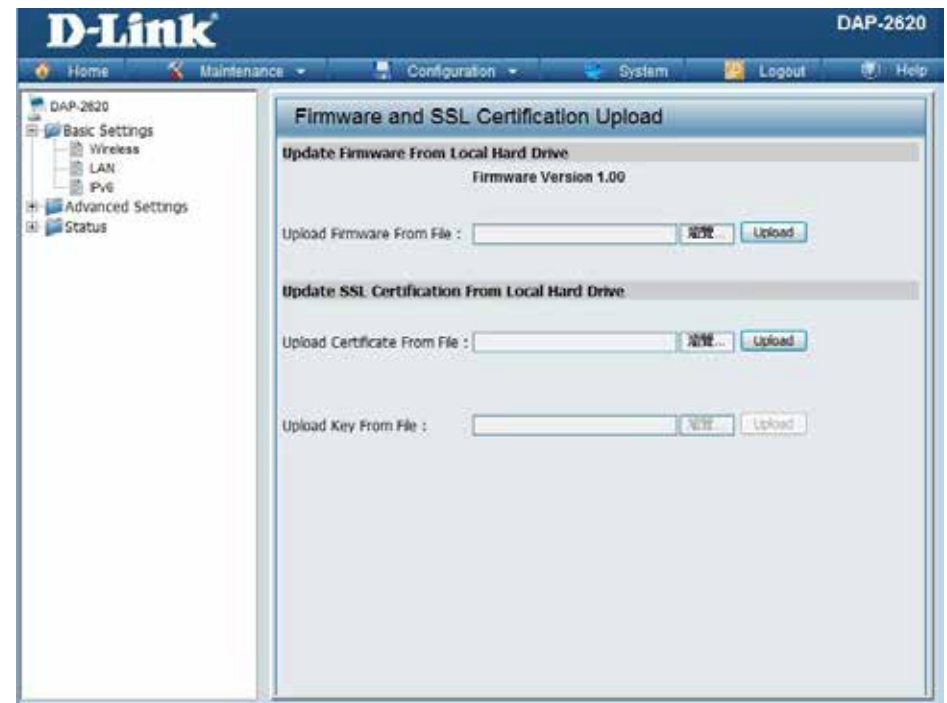 D-Link
DAP-2620
Home Maintenance Configuration System Logout Help
DAP-2620
Basic Settings
Wireless
LAN
IPv6
Advanced Settings
Status
Firmware and SSL Certification Upload
Update Firmware From Local Hard Drive
Firmware Version 1.00
Upload Firmware From File : 瀏覽... Upload
Update SSL Certification From Local Hard Drive
Upload Certificate From File : 瀏覽... Upload
Upload Key From File : 瀏覽... Upload